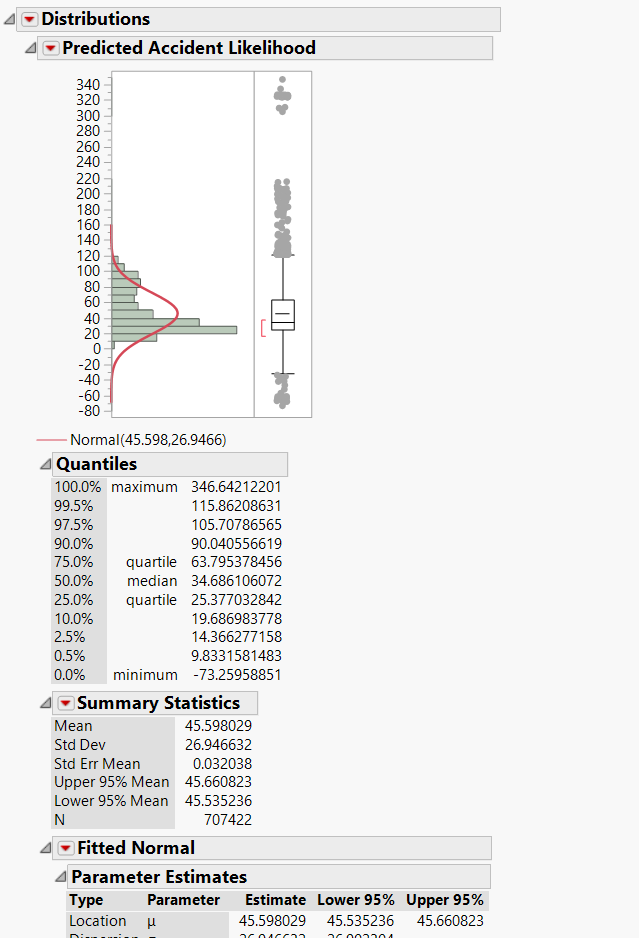 Distributions
Predicted Accident Likelihood
340
320
300
280
260
240
220
200
180
160
140
120
100
80
60
40
20
0
-20
-40
-60
-80
Normal(45.598,26.9466)
Quantiles
100.0% maximum 346.64212201
99.5% 115.86208631
97.5% 105.70786565
90.0% 90.040556619
75.0% quartile 63.795378456
50.0% median 34.686106072
25.0% quartile 25.377032842
10.0% 19.686983778
2.5% 14.366277158
0.5% 9.8331581483
0.0% minimum -73.25958851
Summary Statistics
Mean 45.598029
Std Dev 26.946632
Std Err Mean 0.032038
Upper 95% Mean 45.660823
Lower 95% Mean 45.535236
N 707422
Fitted Normal
Parameter Estimates
Type Parameter Estimate Lower 95% Upper 95%
Location μ 45.598029 45.535236 45.660823